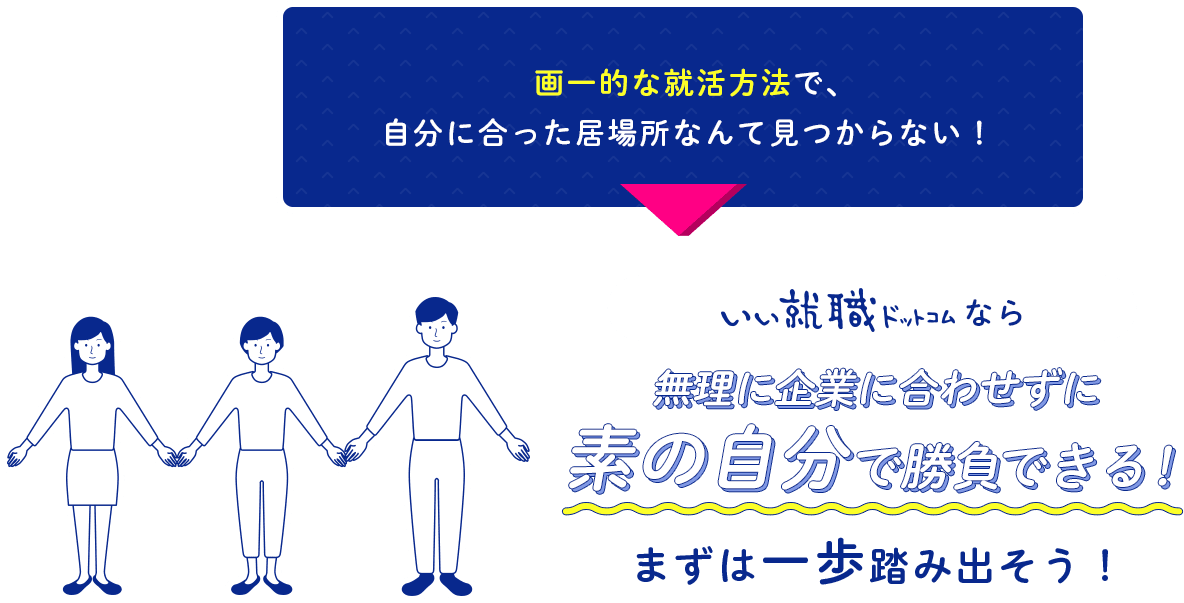 画一的な就活方法で、
自分に合った居場所なんて見つからない！
いい就職ドットコムなら
無理に企業に合わせずに
素の自分で勝負できる！
まずは一歩踏み出そう！